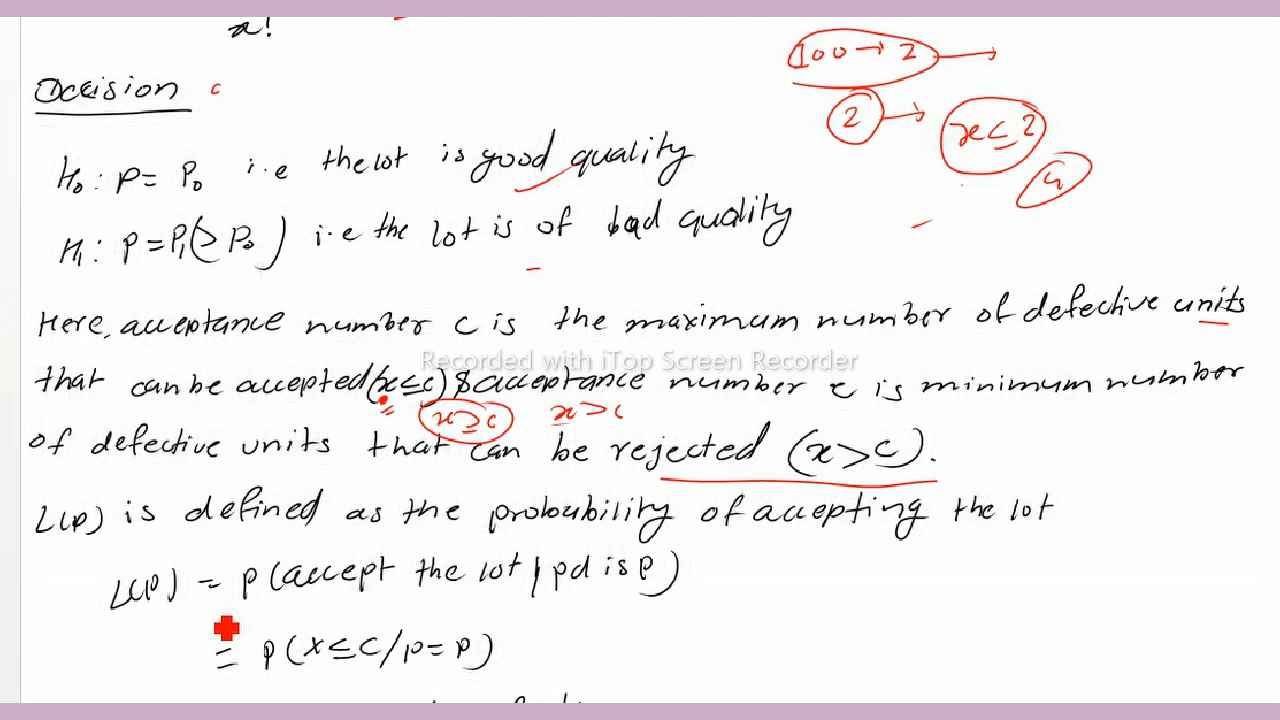 x!
100 → 2 →
Decision c
2 → x ≤ 2
H₀ : P = P₀ i.e the lot is good quality
4
H₁ : P = P₁(> P₀) i.e the lot is of bad quality
Here, acceptance number c is the maximum number of defective units
Recorded with iTop Screen Recorder
that can be accepted (x ≤ c) & acceptance number c is minimum number
x ≥ c x > c
of defective units that can be rejected (x > c).
L(p) is defined as the probability of accepting the lot
L(p) = P(accept the lot / pd is p)
= P(x ≤ c / p = p)